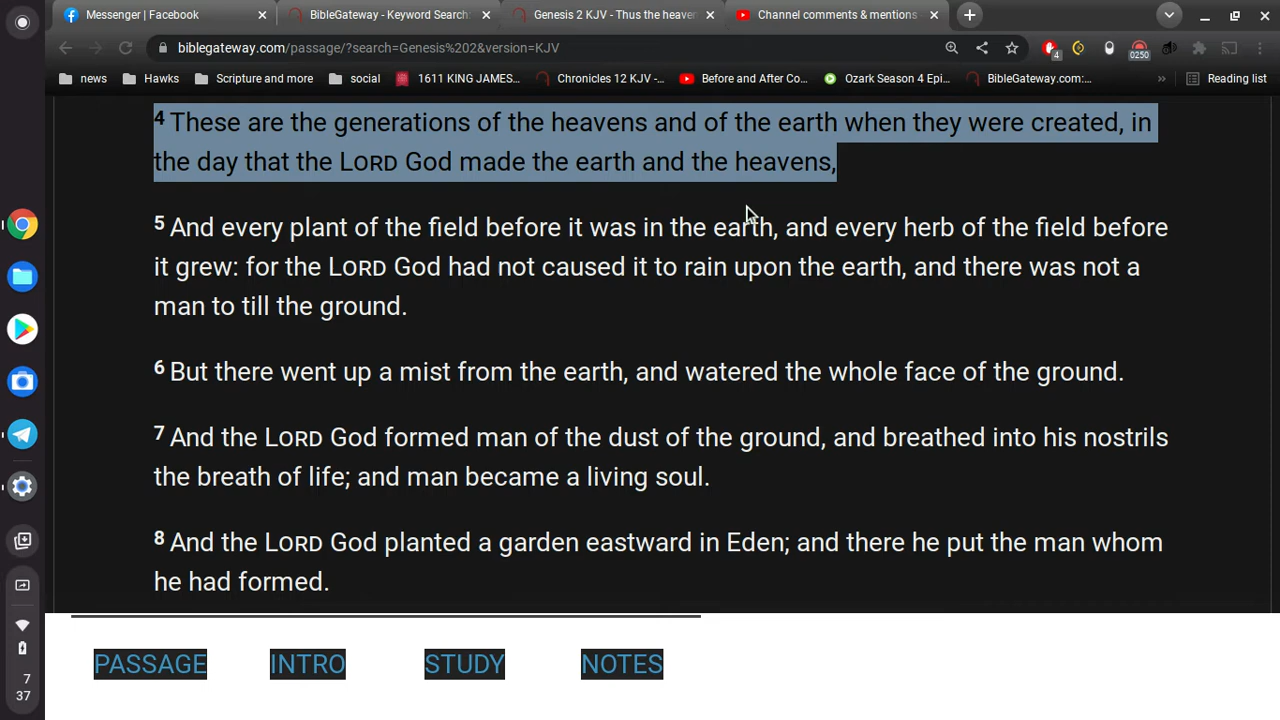 Messenger | Facebook
BibleGateway - Keyword Search:
Genesis 2 KJV - Thus the heaven
Channel comments & mentions
biblegateway.com/passage/?search=Genesis%202&version=KJV
4
0250
news
Hawks
Scripture and more
social
1611 KING JAMES...
Chronicles 12 KJV -...
Before and After Co...
Ozark Season 4 Epi...
BibleGateway.com:...
»
Reading list
4 These are the generations of the heavens and of the earth when they were created, in
the day that the LORD God made the earth and the heavens,
5 And every plant of the field before it was in the earth, and every herb of the field before
it grew: for the LORD God had not caused it to rain upon the earth, and there was not a
man to till the ground.
6 But there went up a mist from the earth, and watered the whole face of the ground.
7 And the LORD God formed man of the dust of the ground, and breathed into his nostrils
the breath of life; and man became a living soul.
8 And the LORD God planted a garden eastward in Eden; and there he put the man whom
he had formed.
PASSAGE INTRO STUDY NOTES
7
37